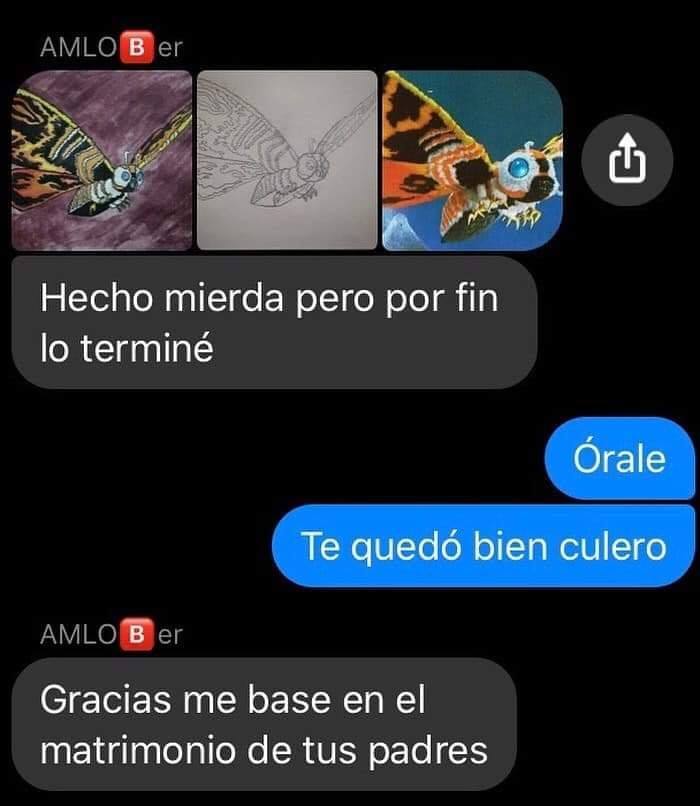 AMLO🅱️er
Hecho mierda pero por fin
lo terminé
Órale
Te quedó bien culero
AMLO🅱️er
Gracias me base en el
matrimonio de tus padres